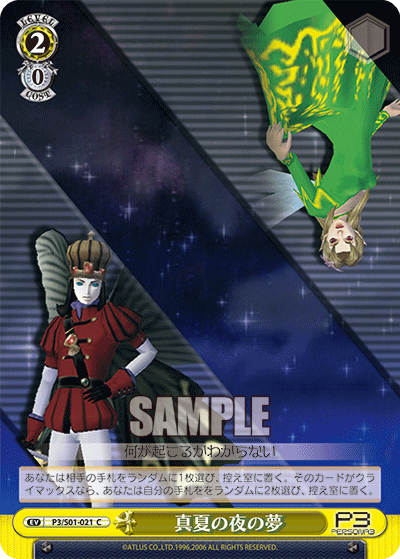 LEVEL
2
0
COST
SAMPLE
何が起こるかわからない
あなたは相手の手札をランダムに1枚選び、控え室に置く。そのカードがクライ
マックスなら、あなたは自分の手札をランダムに2枚選び、控え室に置く。
EV P3/S01-021 C 真夏の夜の夢 P3
PERSONA3
©ATLUS CO.,LTD.1996,2006 ALL RIGHTS RESERVED.